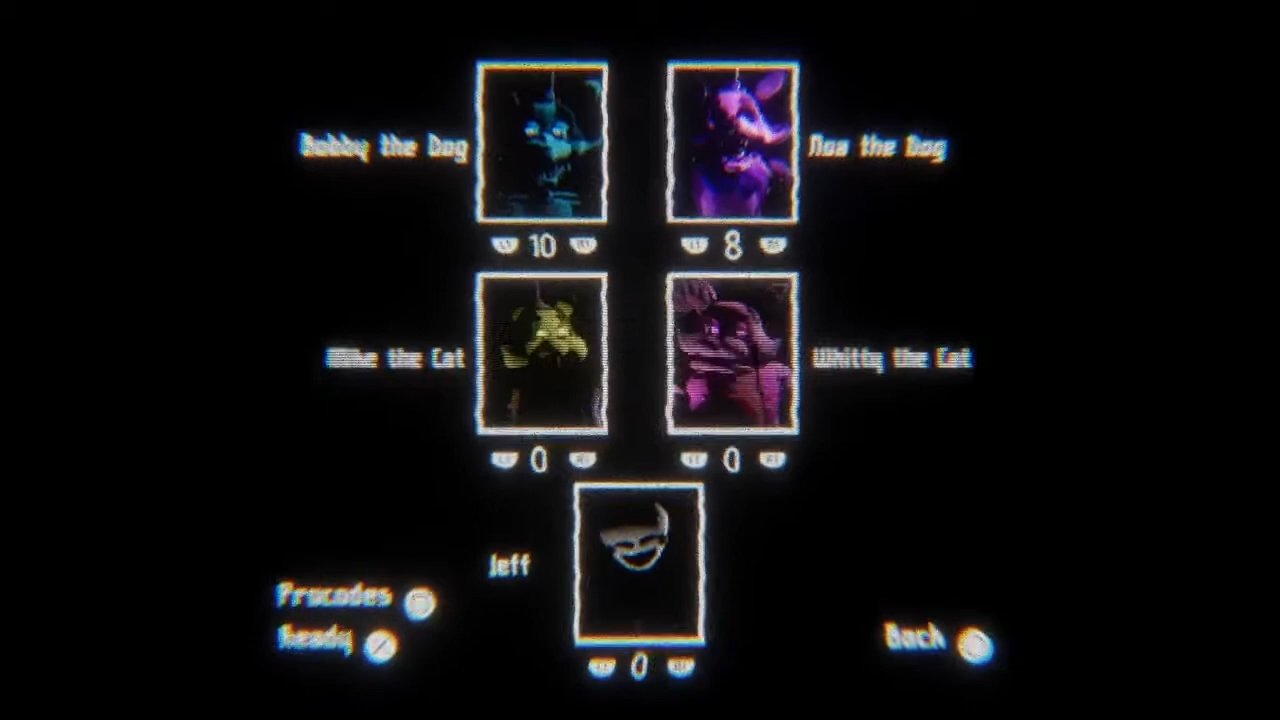 Bobby the Dog
Noa the Dog
10
8
Mike the Cat
Whitty the Cat
0
0
Jeff
Ready
Back
0